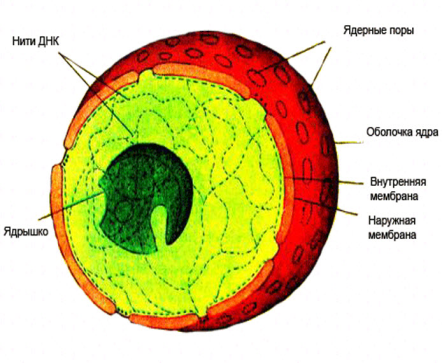 Нити ДНК
Ядерные поры
Оболочка ядра
Внутренняя
мембрана
Наружная
мембрана
Ядрышко